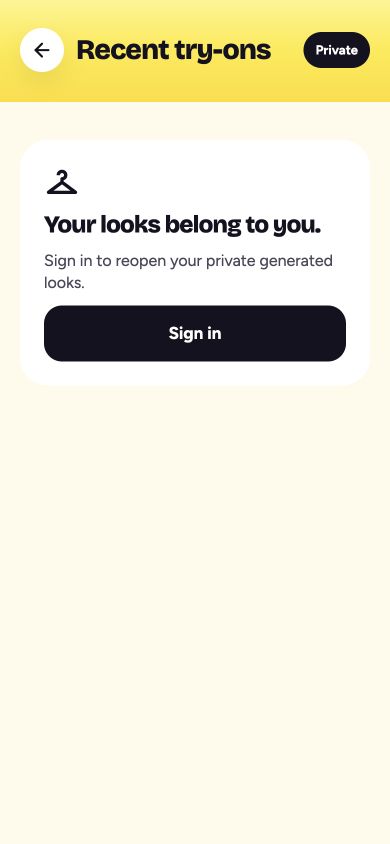 Recent try-ons
Private
Your looks belong to you.
Sign in to reopen your private generated
looks.
Sign in